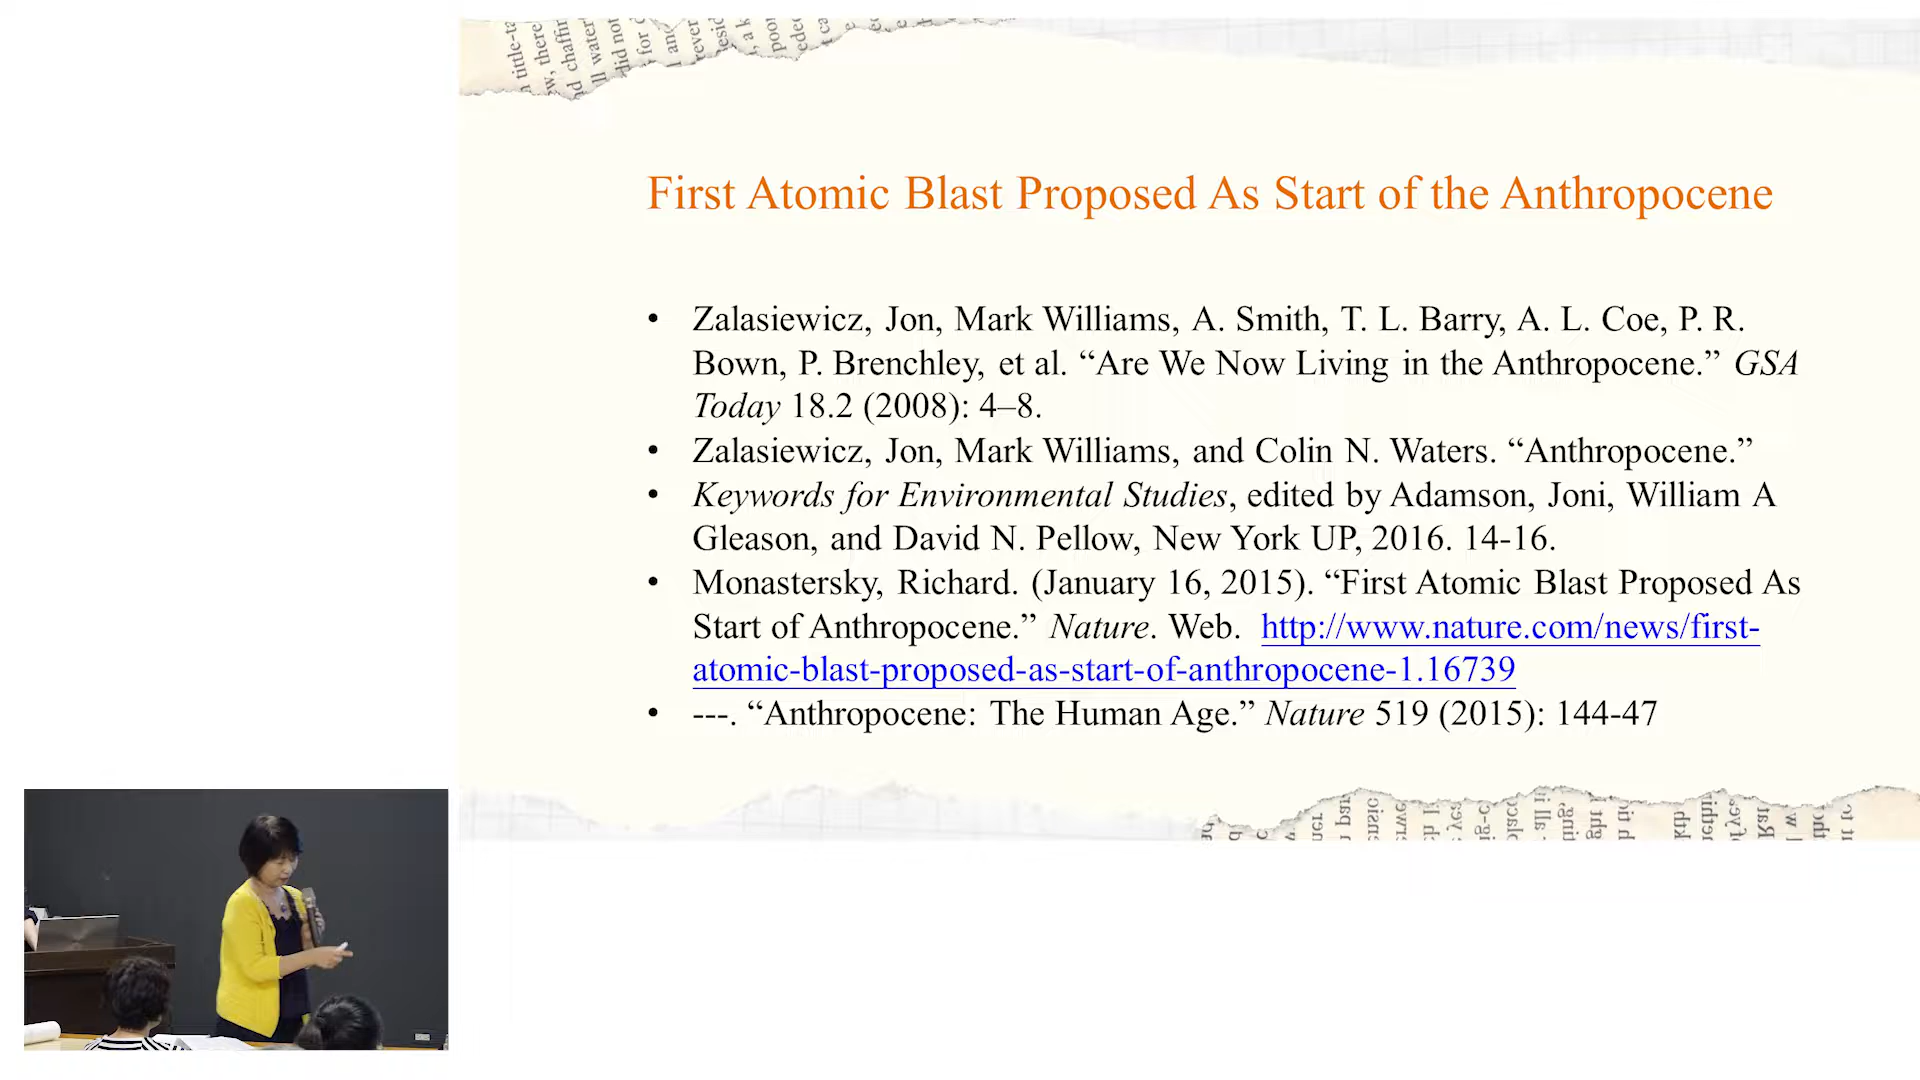 First Atomic Blast Proposed As Start of the Anthropocene
• Zalasiewicz, Jon, Mark Williams, A. Smith, T. L. Barry, A. L. Coe, P. R.
Bown, P. Brenchley, et al. “Are We Now Living in the Anthropocene.” GSA
Today 18.2 (2008): 4–8.
• Zalasiewicz, Jon, Mark Williams, and Colin N. Waters. “Anthropocene.”
• Keywords for Environmental Studies, edited by Adamson, Joni, William A
Gleason, and David N. Pellow, New York UP, 2016. 14-16.
• Monastersky, Richard. (January 16, 2015). “First Atomic Blast Proposed As
Start of Anthropocene.” Nature. Web. http://www.nature.com/news/first-
atomic-blast-proposed-as-start-of-anthropocene-1.16739
• ---. “Anthropocene: The Human Age.” Nature 519 (2015): 144-47